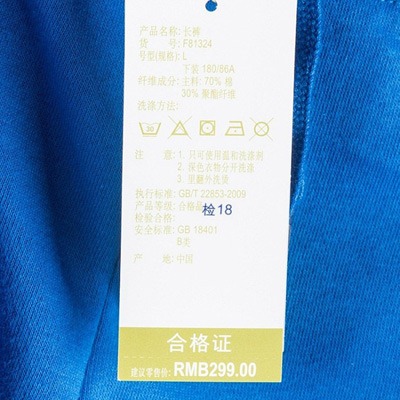 产品名称: 长裤
货 号: F81324
号型(规格): L
下装: 180/86A
纤维成分: 主料: 70% 棉
30% 聚酯纤维
洗涤方法:
30
注 意: 1. 只可使用温和洗涤剂
2. 深色衣物分开洗涤
3. 里翻外洗烫
执行标准: GB/T 22853-2009
产品等级: 合格品
检18
检验合格:
安全标准: GB 18401
B类
产 地: 中国
合格证
建议零售价: RMB299.00